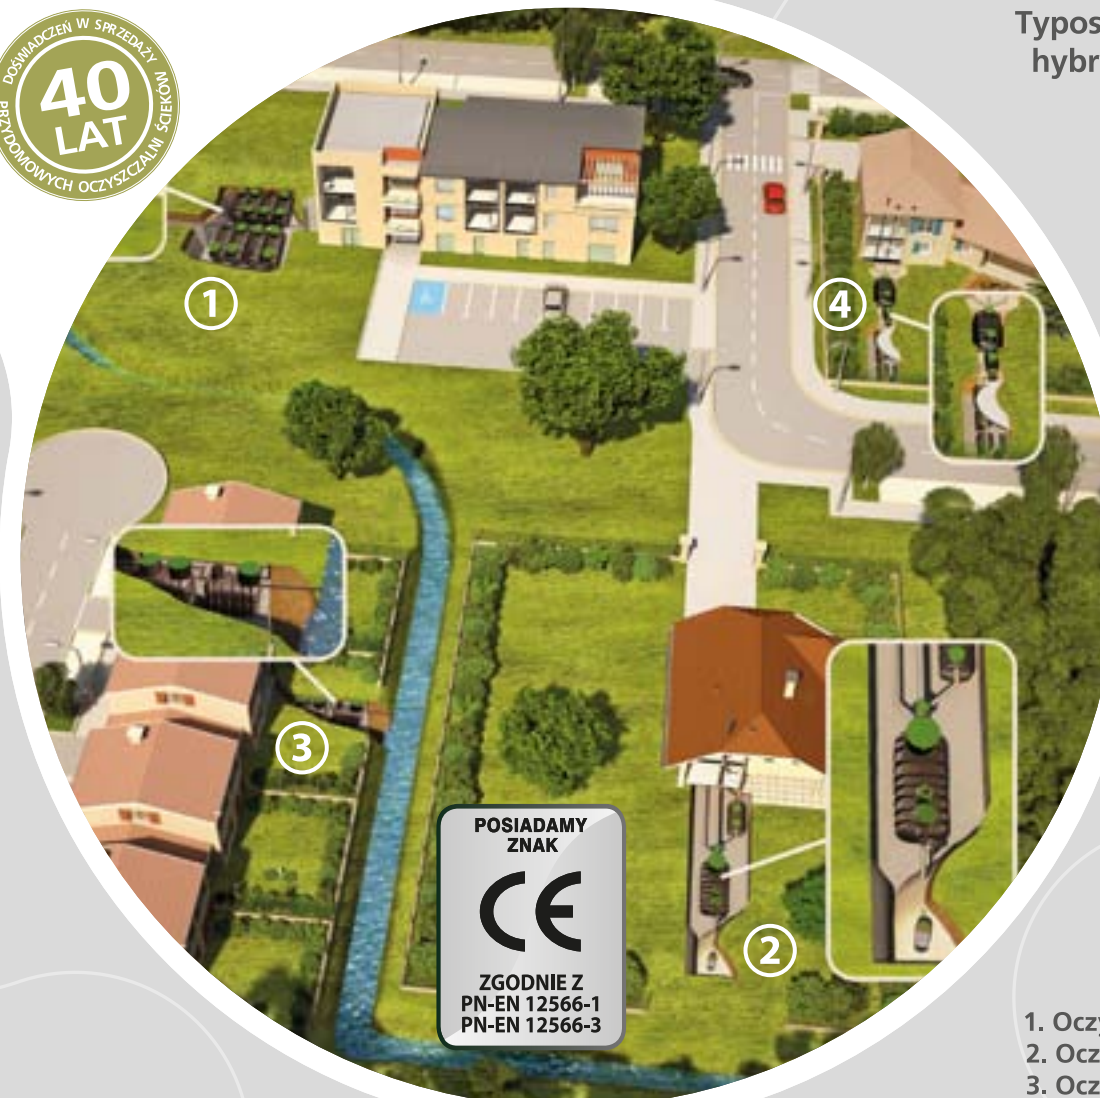 DOŚWIADCZEŃ W SPRZEDAŻY
PRZYDOMOWYCH OCZYSZCZALNI ŚCIEKÓW
40
LAT
Typos
hybr
1
4
3
2
POSIADAMY
ZNAK
CE
ZGODNIE Z
PN-EN 12566-1
PN-EN 12566-3
1. Oczy
2. Ocz
3. Ocz